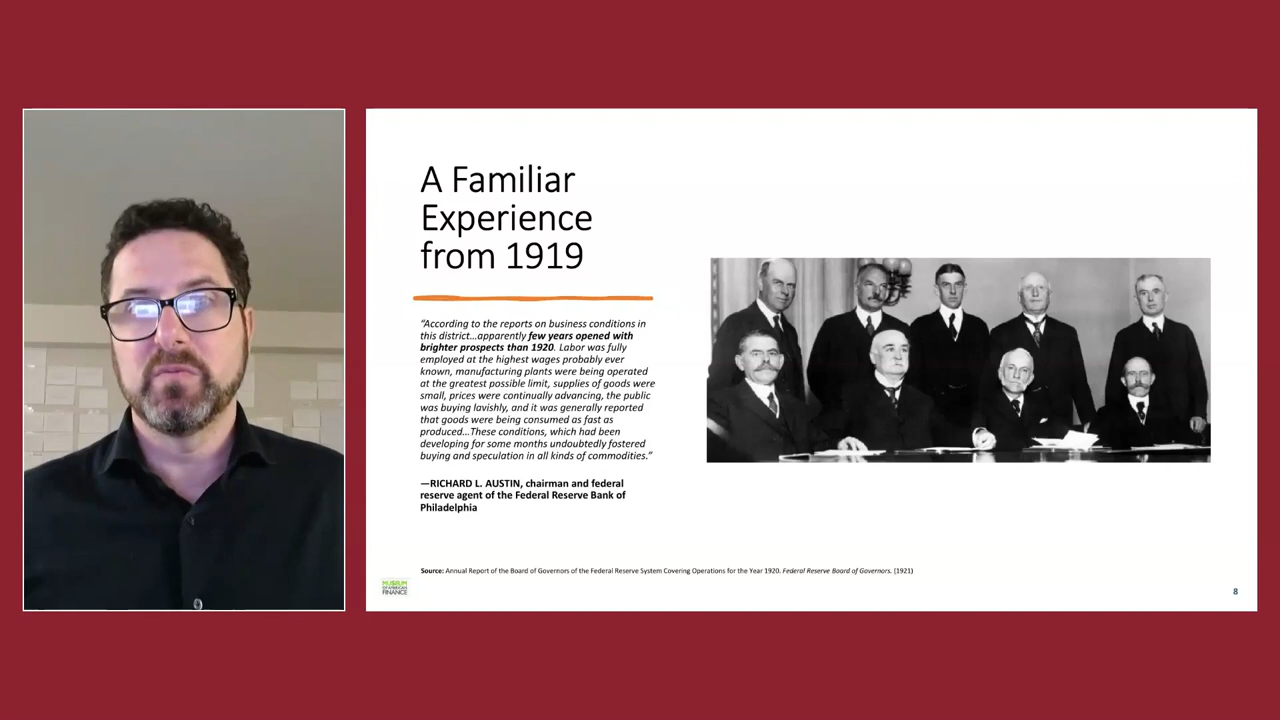 A Familiar
Experience
from 1919
“According to the reports on business conditions in
this district...apparently few years opened with
brighter prospects than 1920. Labor was fully
employed at the highest wages probably ever
known, manufacturing plants were being operated
at the greatest possible limit, supplies of goods were
small, prices were continually advancing, the public
was buying lavishly, and it was generally reported
that goods were being consumed as fast as
produced...These conditions, which had been
developing for some months undoubtedly fostered
buying and speculation in all kinds of commodities.”
—RICHARD L. AUSTIN, chairman and federal
reserve agent of the Federal Reserve Bank of
Philadelphia
Source: Annual Report of the Board of Governors of the Federal Reserve System Covering Operations for the Year 1920. Federal Reserve Board of Governors. (1921)
MUSEUM
OF AMERICAN
FINANCE
8